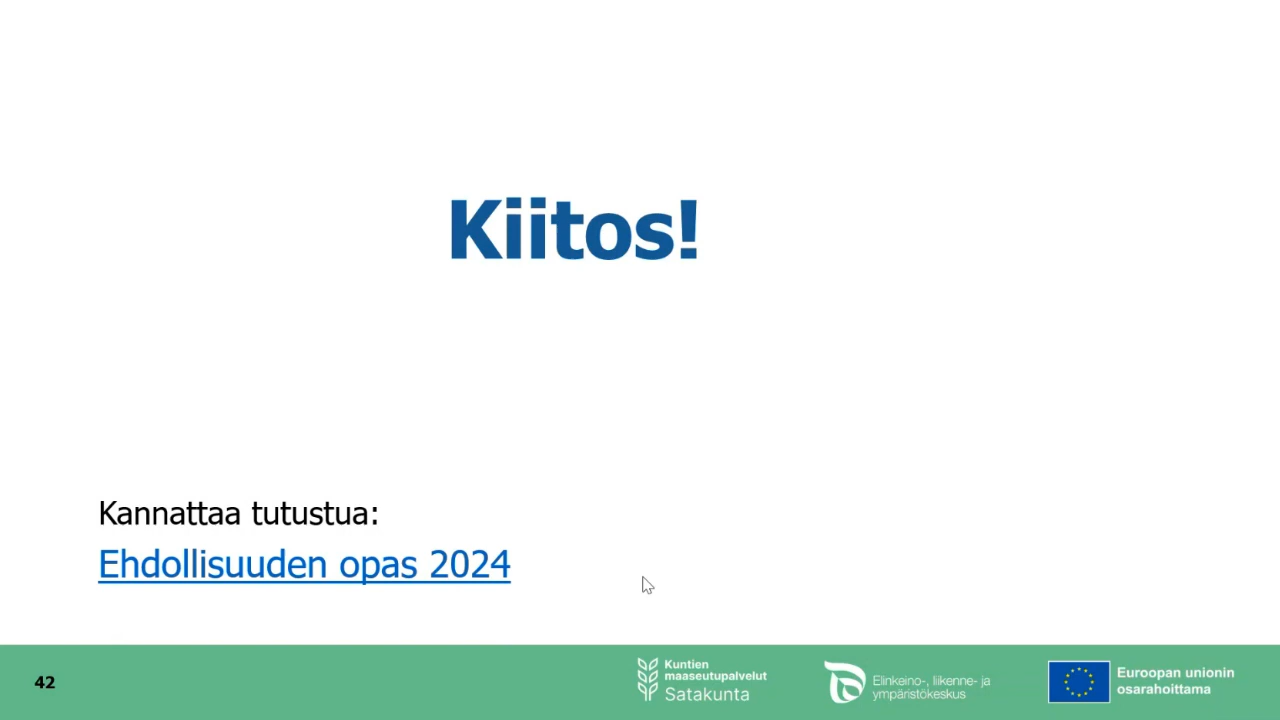 Kiitos!
Kannattaa tutustua:
Ehdollisuuden opas 2024
42
Kuntien
maaseutupalvelut
Satakunta
Elinkeino-, liikenne- ja
ympäristökeskus
Euroopan unionin
osarahoittama